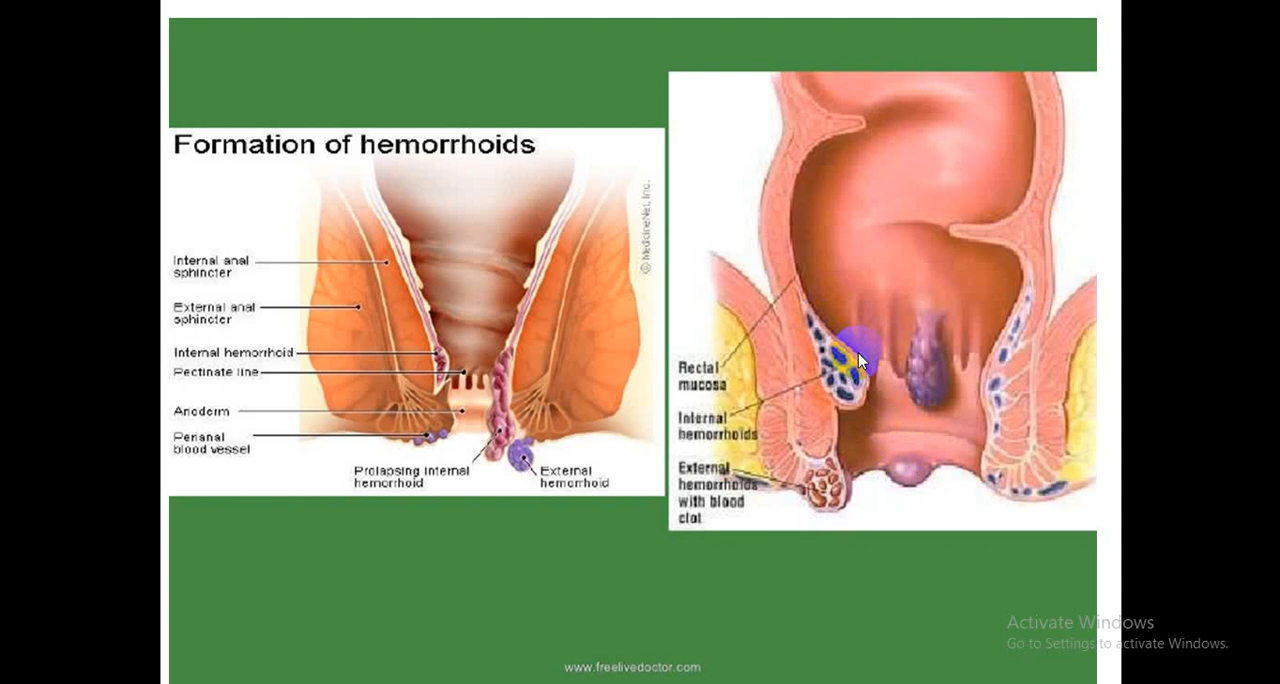 Formation of hemorrhoids
© MedicineNet, Inc.
Internal anal
sphincter
External anal
sphincter
Internal hemorrhoid
Pectinate line
Anoderm
Perianal
blood vessel
Prolapsing internal
hemorrhoid
External
hemorrhoid
Rectal
mucosa
Internal
hemorrhoids
External
hemorrhoids
with blood
clot
Activate Windows
Go to Settings to activate Windows.
www.freelivedoctor.com